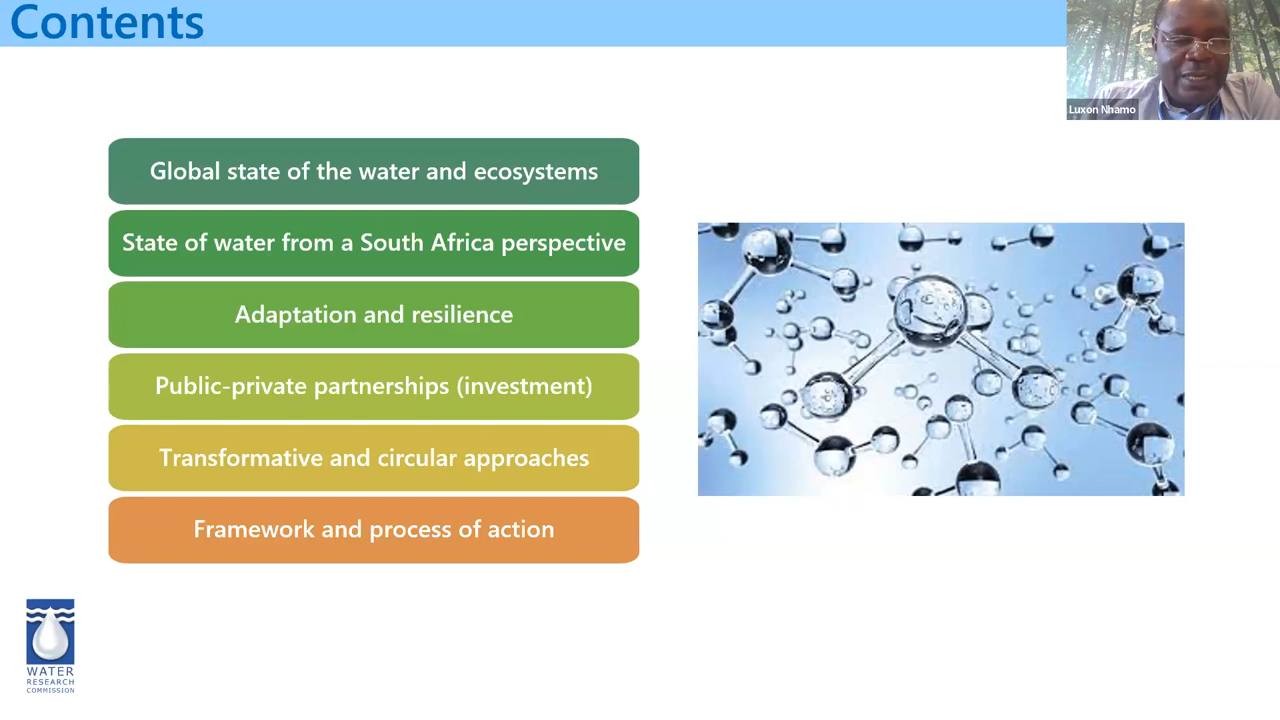 Contents
Luxon Nhamo
Global state of the water and ecosystems
State of water from a South Africa perspective
Adaptation and resilience
Public-private partnerships (investment)
Transformative and circular approaches
Framework and process of action
WATER
RESEARCH
COMMISSION